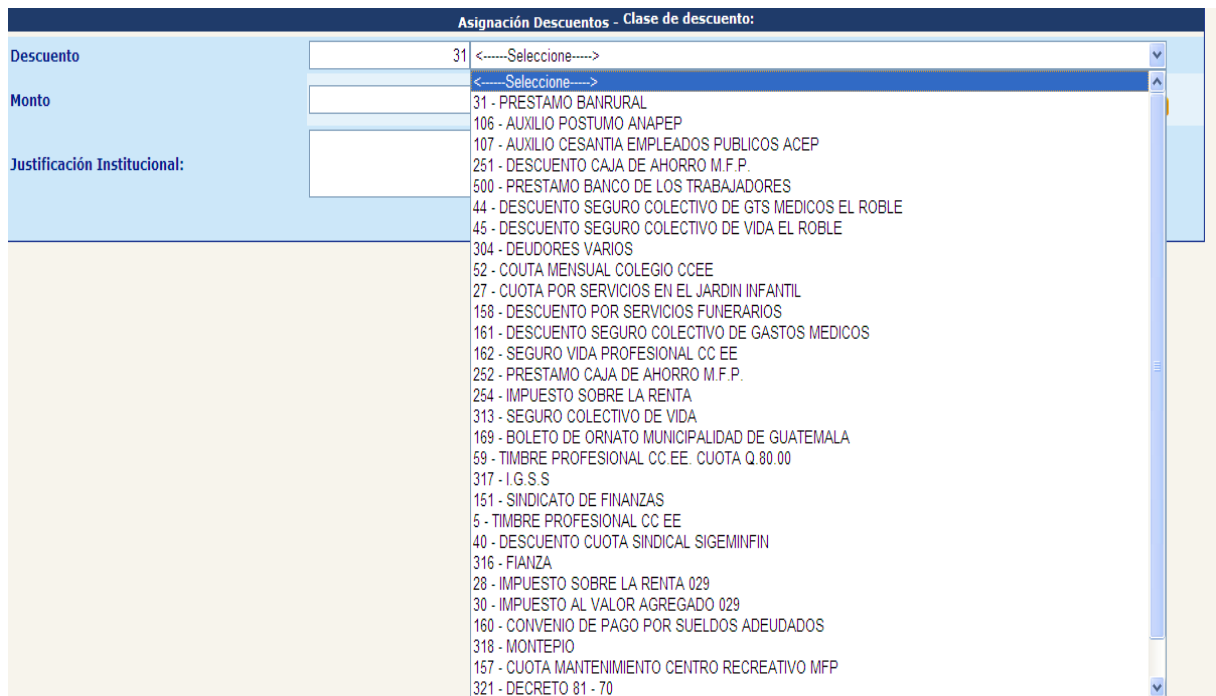 Asignación Descuentos - Clase de descuento:
Descuento 31 <------Seleccione----->
<------Seleccione----->
Monto
31 - PRESTAMO BANRURAL
106 - AUXILIO POSTUMO ANAPEP
107 - AUXILIO CESANTIA EMPLEADOS PUBLICOS ACEP
Justificación Institucional:
251 - DESCUENTO CAJA DE AHORRO M.F.P.
500 - PRESTAMO BANCO DE LOS TRABAJADORES
44 - DESCUENTO SEGURO COLECTIVO DE GTS MEDICOS EL ROBLE
45 - DESCUENTO SEGURO COLECTIVO DE VIDA EL ROBLE
304 - DEUDORES VARIOS
52 - COUTA MENSUAL COLEGIO CCEE
27 - CUOTA POR SERVICIOS EN EL JARDIN INFANTIL
158 - DESCUENTO POR SERVICIOS FUNERARIOS
161 - DESCUENTO SEGURO COLECTIVO DE GASTOS MEDICOS
162 - SEGURO VIDA PROFESIONAL CC EE
252 - PRESTAMO CAJA DE AHORRO M.F.P.
254 - IMPUESTO SOBRE LA RENTA
313 - SEGURO COLECTIVO DE VIDA
169 - BOLETO DE ORNATO MUNICIPALIDAD DE GUATEMALA
59 - TIMBRE PROFESIONAL CC.EE. CUOTA Q.80.00
317 - I.G.S.S
151 - SINDICATO DE FINANZAS
5 - TIMBRE PROFESIONAL CC EE
40 - DESCUENTO CUOTA SINDICAL SIGEMINFIN
316 - FIANZA
28 - IMPUESTO SOBRE LA RENTA 029
30 - IMPUESTO AL VALOR AGREGADO 029
160 - CONVENIO DE PAGO POR SUELDOS ADEUDADOS
318 - MONTEPIO
157 - CUOTA MANTENIMIENTO CENTRO RECREATIVO MFP
321 - DECRETO 81 - 70